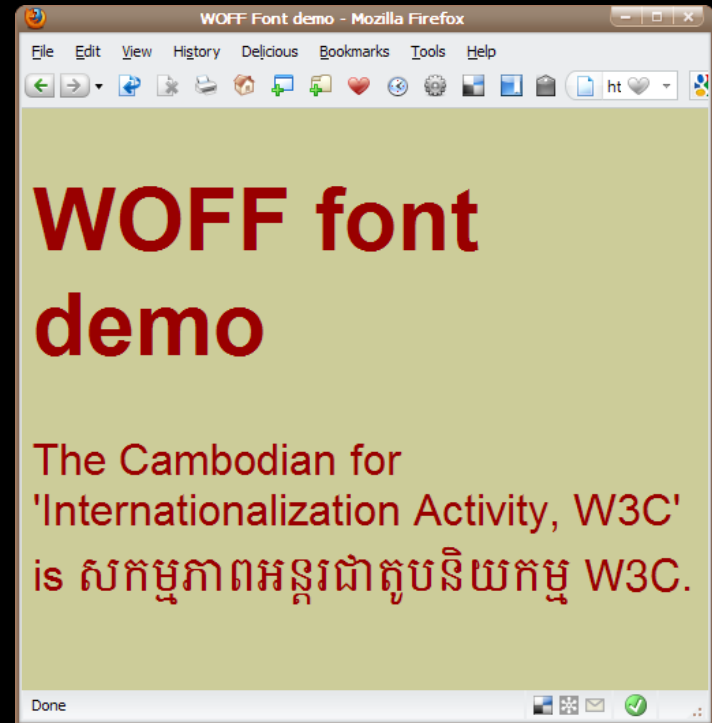 WOFF Font demo - Mozilla Firefox
File Edit View History Delicious Bookmarks Tools Help
ht
WOFF font
demo
The Cambodian for
'Internationalization Activity, W3C'
is សកម្មភាពអន្តរជាតូបនិយកម្ម W3C.
Done